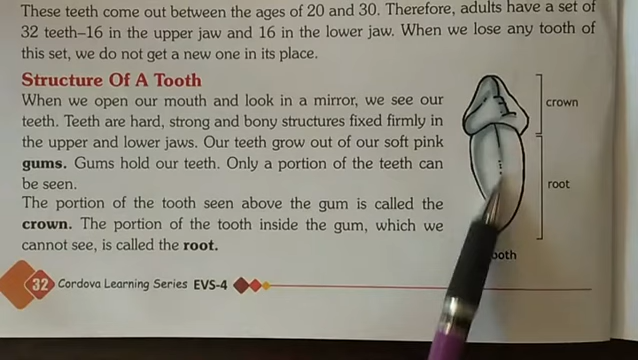 These teeth come out between the ages of 20 and 30. Therefore, adults have a set of
32 teeth–16 in the upper jaw and 16 in the lower jaw. When we lose any tooth of
this set, we do not get a new one in its place.
Structure Of A Tooth
When we open our mouth and look in a mirror, we see our
teeth. Teeth are hard, strong and bony structures fixed firmly in
the upper and lower jaws. Our teeth grow out of our soft pink
gums. Gums hold our teeth. Only a portion of the teeth can
be seen.
The portion of the tooth seen above the gum is called the
crown. The portion of the tooth inside the gum, which we
cannot see, is called the root.
crown
root
32 Cordova Learning Series EVS-4